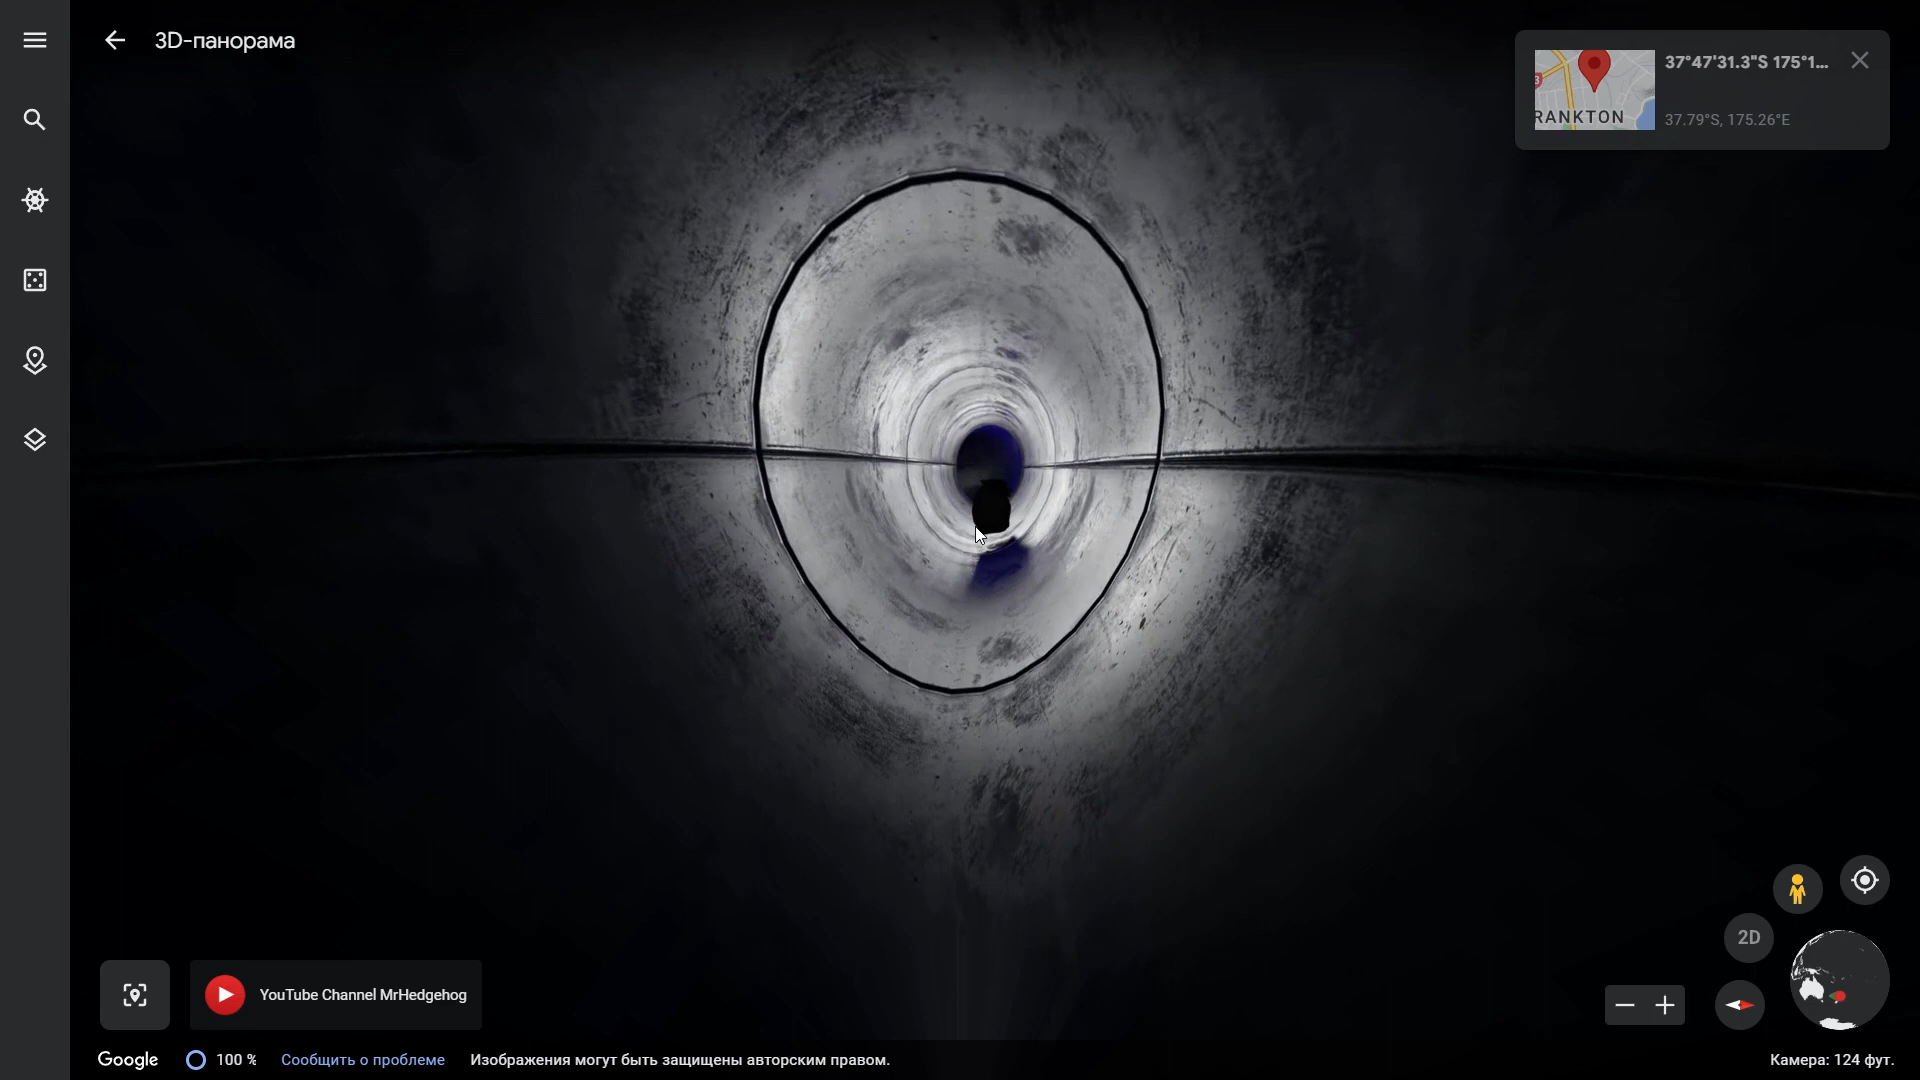 3D-панорама
37°47'31.3"S 175°1...
3
RANKTON
37.79°S, 175.26°E
2D
YouTube Channel MrHedgehog
Google
100 %
Сообщить о проблеме
Изображения могут быть защищены авторским правом.
Камера: 124 фут.